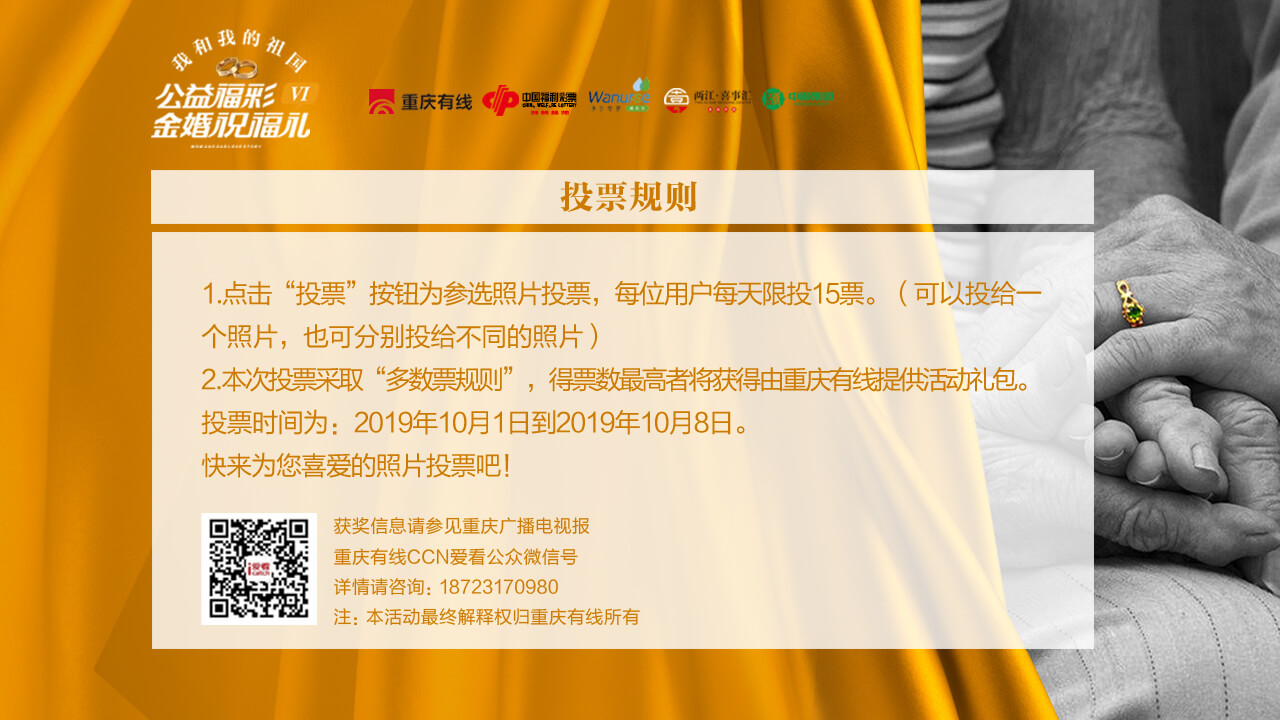 我和我的祖国
公益福彩 VI
金婚祝福礼
重庆有线
中国福利彩票
CHINA WELFARE LOTTERY
两江·喜事汇
投票规则
1.点击“投票”按钮为参选照片投票，每位用户每天限投15票。（可以投给一
个照片，也可分别投给不同的照片）
2.本次投票采取“多数票规则”，得票数最高者将获得由重庆有线提供活动礼包。
投票时间为：2019年10月1日到2019年10月8日。
快来为您喜爱的照片投票吧！
i爱看
获奖信息请参见重庆广播电视报
重庆有线CCN爱看公众微信号
详情请咨询：18723170980
注：本活动最终解释权归重庆有线所有